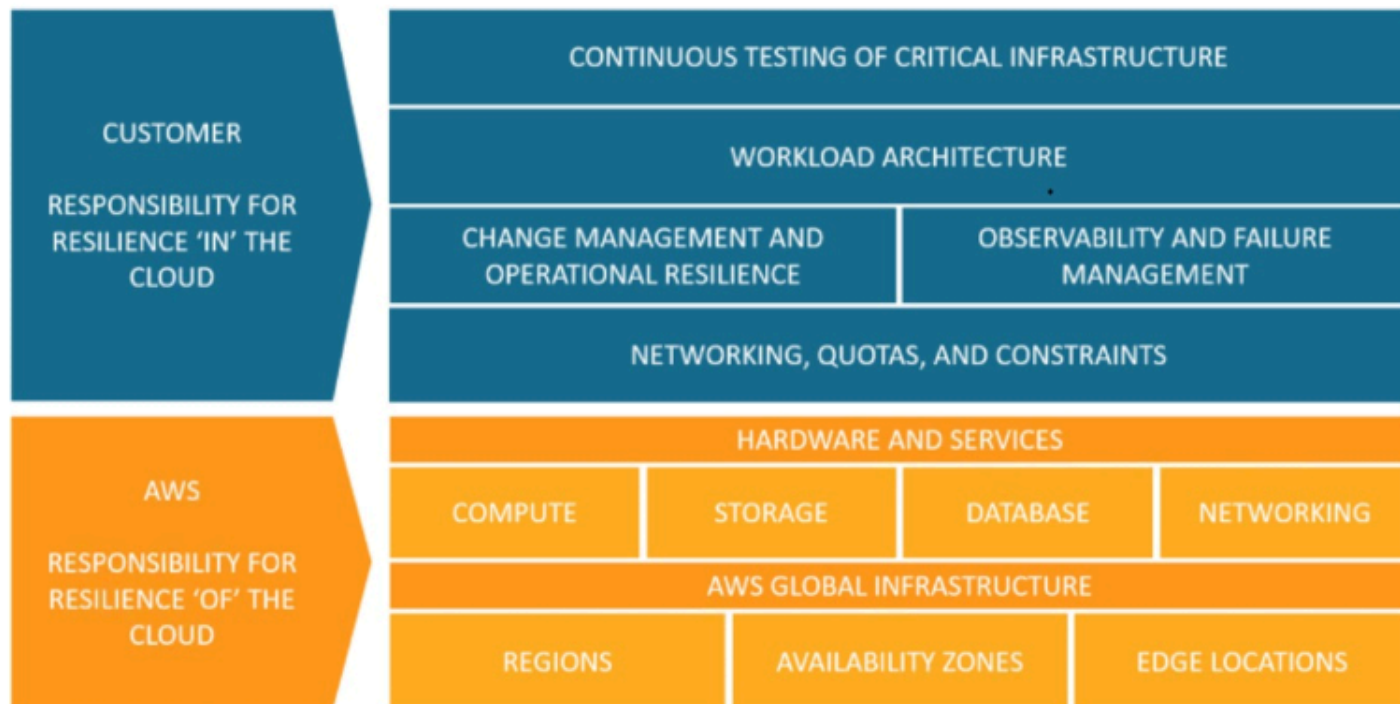 CUSTOMER
RESPONSIBILITY FOR
RESILIENCE ‘IN’ THE
CLOUD
CONTINUOUS TESTING OF CRITICAL INFRASTRUCTURE
WORKLOAD ARCHITECTURE
CHANGE MANAGEMENT AND
OPERATIONAL RESILIENCE
OBSERVABILITY AND FAILURE
MANAGEMENT
NETWORKING, QUOTAS, AND CONSTRAINTS
AWS
RESPONSIBILITY FOR
RESILIENCE ‘OF’ THE
CLOUD
HARDWARE AND SERVICES
COMPUTE
STORAGE
DATABASE
NETWORKING
AWS GLOBAL INFRASTRUCTURE
REGIONS
AVAILABILITY ZONES
EDGE LOCATIONS